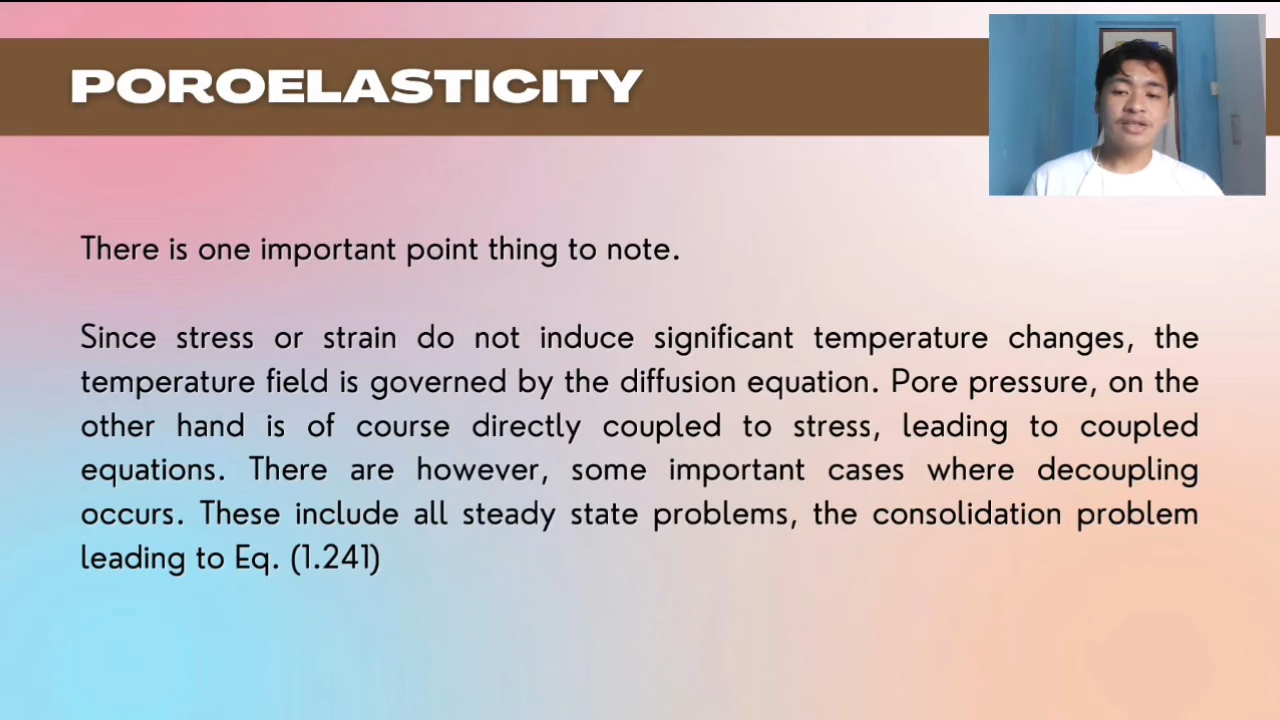 POROELASTICITY
There is one important point thing to note.
Since stress or strain do not induce significant temperature changes, the
temperature field is governed by the diffusion equation. Pore pressure, on the
other hand is of course directly coupled to stress, leading to coupled
equations. There are however, some important cases where decoupling
occurs. These include all steady state problems, the consolidation problem
leading to Eq. (1.241)